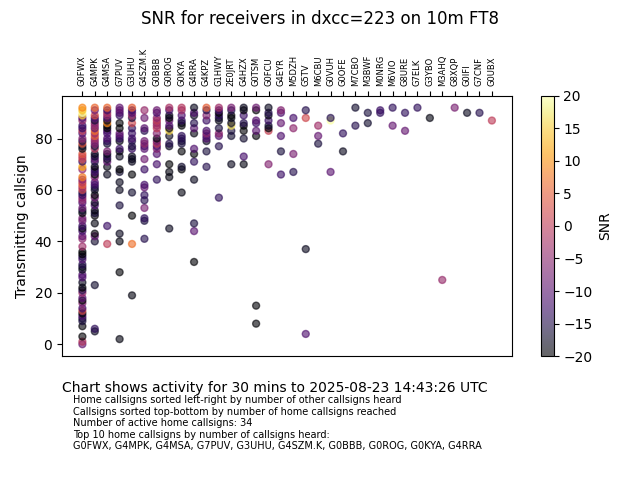 SNR for receivers in dxcc=223 on 10m FT8
G0FWX G4MPK G4MSA G7PUV G3UHU G4SZM.K G0BBB G0ROG G0KYA G4RRA G4KPZ G1HWY 2E0JRT G4HZX G0TSM G0FCU G4EYR M5DZH G5TV M6CBU G0VUH G0OFE M7CBO M3BWF M0NRG M6VIO G8URE G7ELK G3YBO M3AHQ G8XQP G0IFI G7CNF G0UBX
Transmitting callsign
80
60
40
20
0
20
15
10
5
0
−5
−10
−15
−20
SNR
Chart shows activity for 30 mins to 2025-08-23 14:43:26 UTC
Home callsigns sorted left-right by number of other callsigns heard
Callsigns sorted top-bottom by number of home callsigns reached
Number of active home callsigns: 34
Top 10 home callsigns by number of callsigns heard:
G0FWX, G4MPK, G4MSA, G7PUV, G3UHU, G4SZM.K, G0BBB, G0ROG, G0KYA, G4RRA